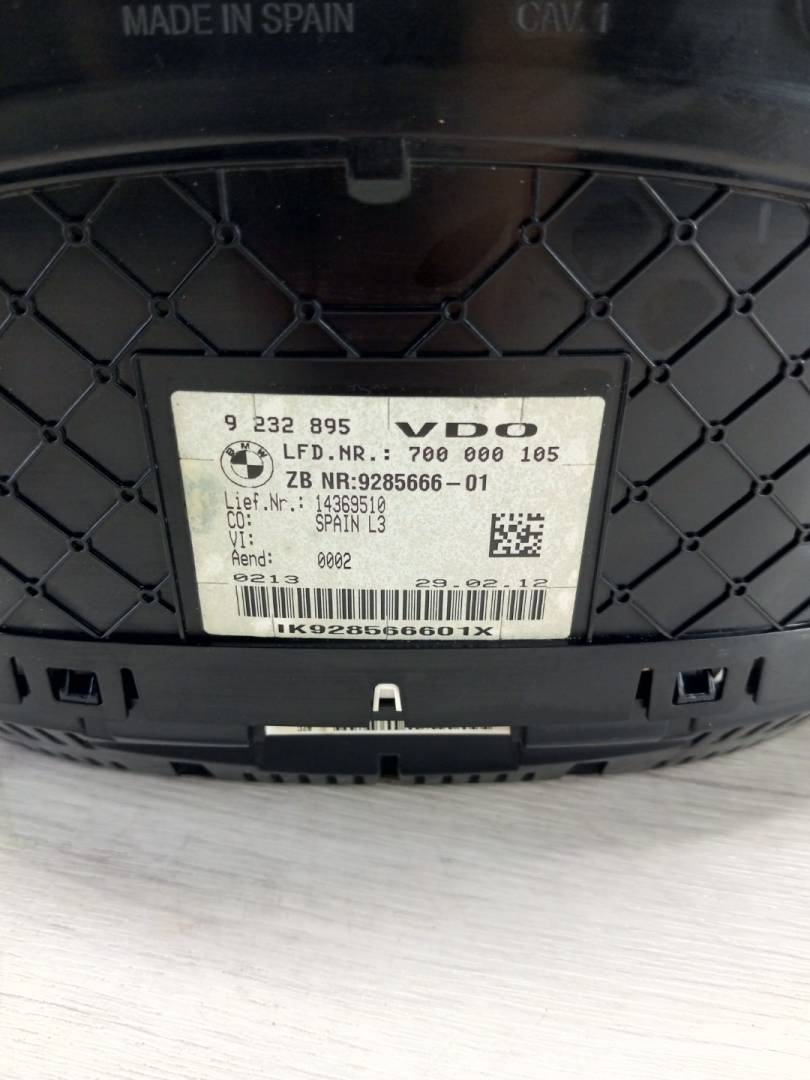 MADE IN SPAIN CAV. 1
9 232 895 VDO
BMW LFD.NR.: 700 000 105
ZB NR:9285666-01
Lief.Nr.: 14369510
CO: SPAIN L3
VI:
Aend: 0002
0213 29.02.12
IK928566601X